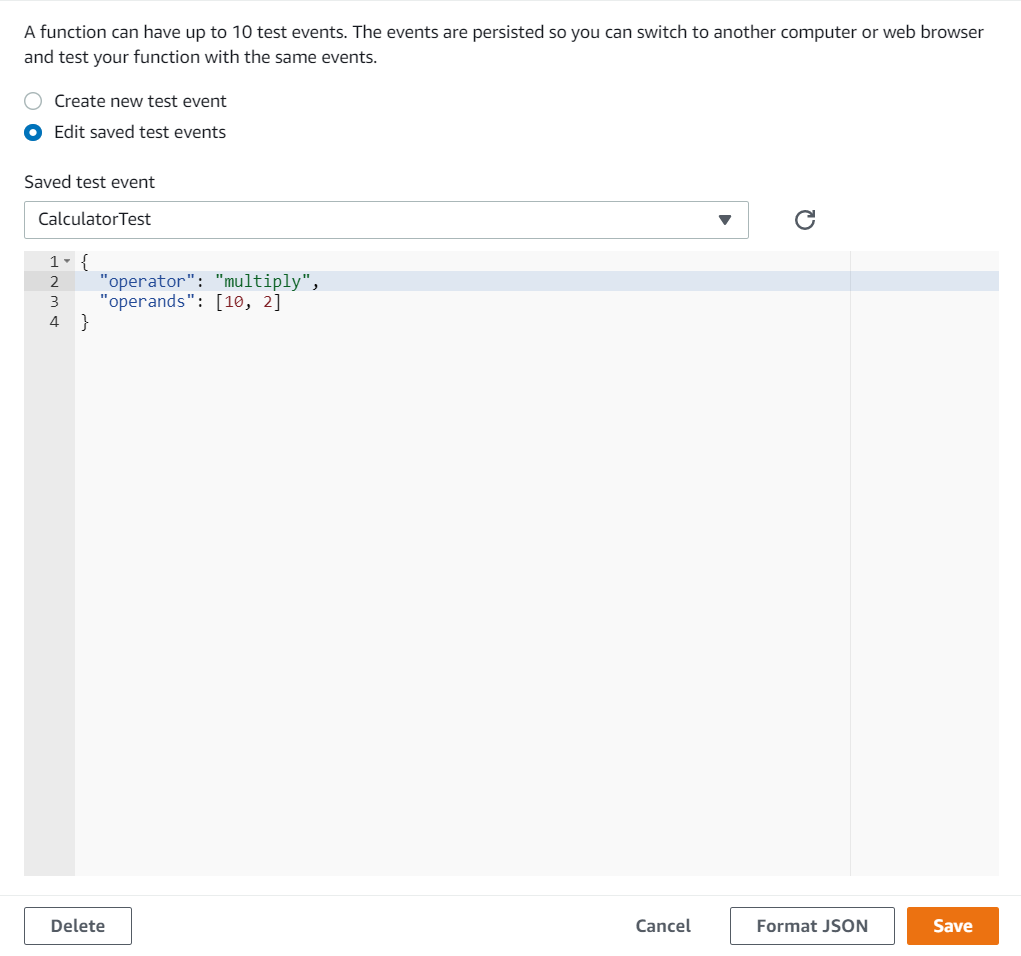 A function can have up to 10 test events. The events are persisted so you can switch to another computer or web browser
and test your function with the same events.
Create new test event
Edit saved test events
Saved test event
CalculatorTest
1 {
2 "operator": "multiply",
3 "operands": [10, 2]
4 }
Delete Cancel Format JSON Save